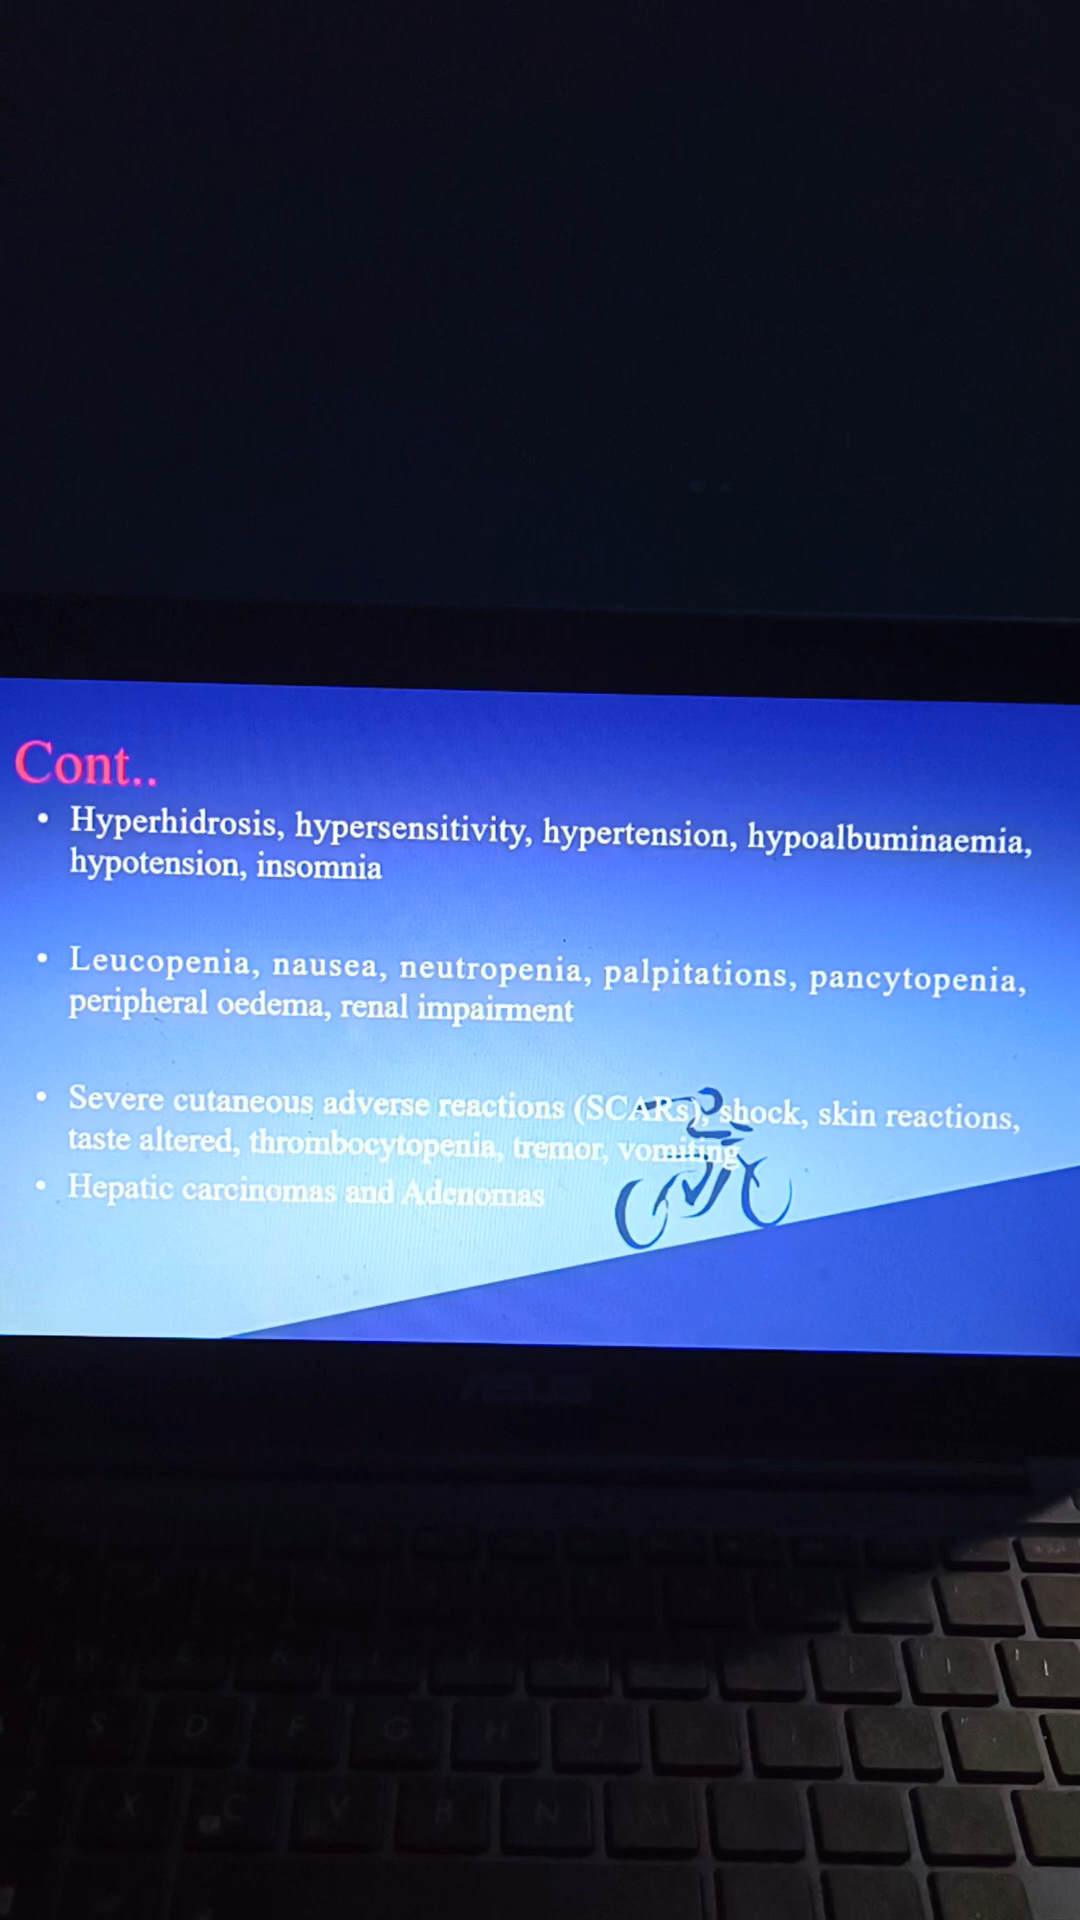 Cont..
• Hyperhidrosis, hypersensitivity, hypertension, hypoalbuminaemia,
hypotension, insomnia
• Leucopenia, nausea, neutropenia, palpitations, pancytopenia,
peripheral oedema, renal impairment
• Severe cutaneous adverse reactions (SCARs), shock, skin reactions,
taste altered, thrombocytopenia, tremor, vomiting
• Hepatic carcinomas and Adenomas
ASUS
S D F G H
Z X C V B N M